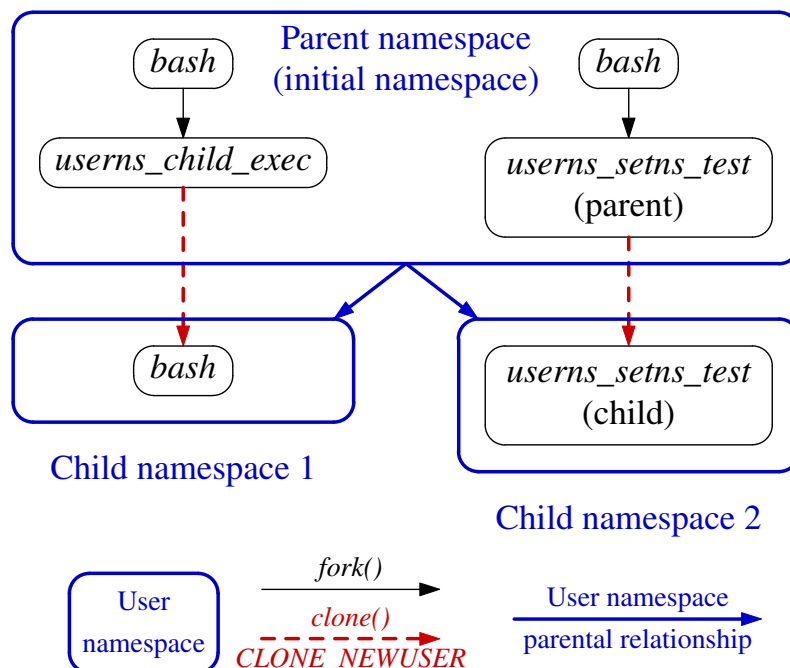 Parent namespace
(initial namespace)
bash
bash
userns_child_exec
userns_setns_test
(parent)
bash
userns_setns_test
(child)
Child namespace 1
Child namespace 2
User
namespace
fork()
clone()
CLONE_NEWUSER
User namespace
parental relationship